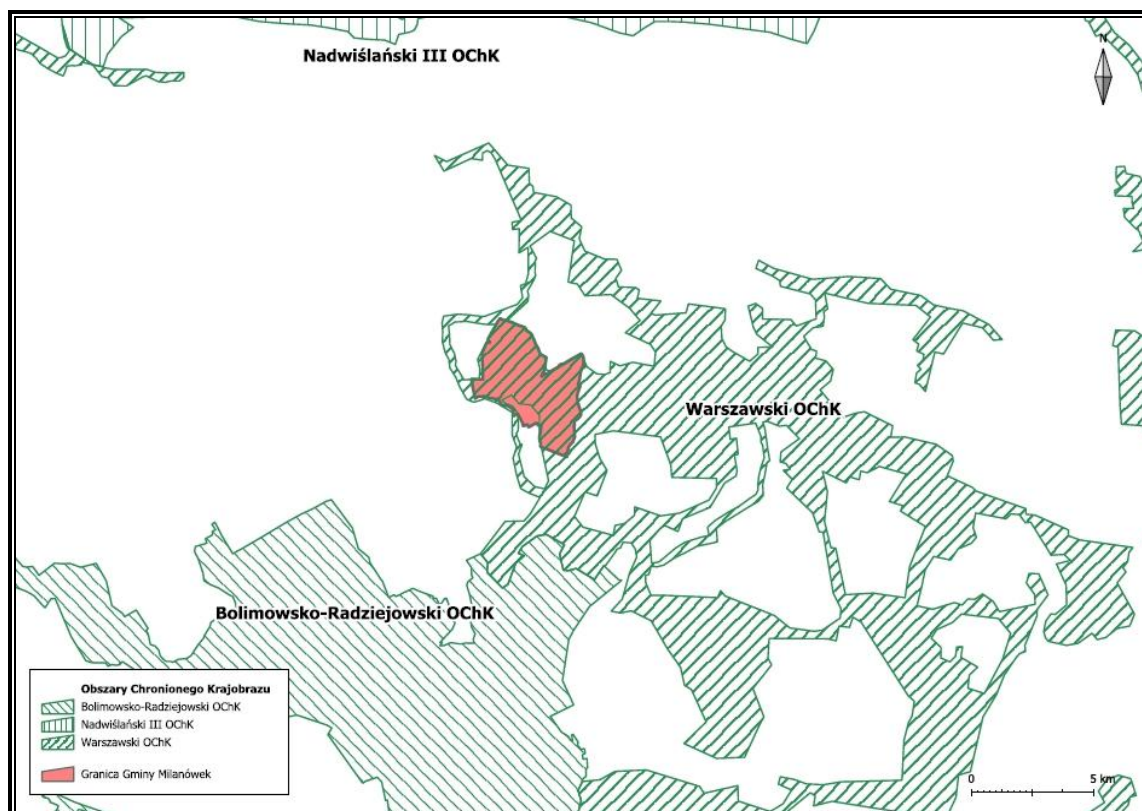 Nadwiślański III OChK
N
Warszawski OChK
Bolimowsko-Radziejowski OChK
Obszary Chronionego Krajobrazu
Bolimowsko-Radziejowski OChK
Nadwiślański III OChK
Warszawski OChK
Granica Gminy Milanówek
0 5 km